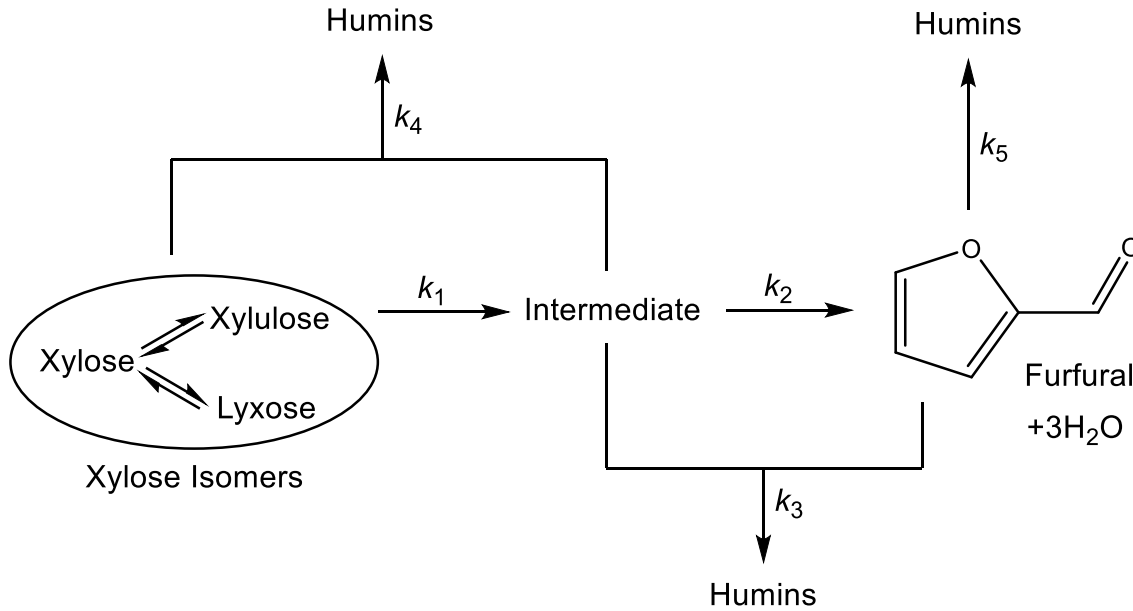 Humins
Humins
k4
k5
O
O
k1
k2
Xylulose
Intermediate
Xylose
Lyxose
Furfural
+3H2O
Xylose Isomers
k3
Humins